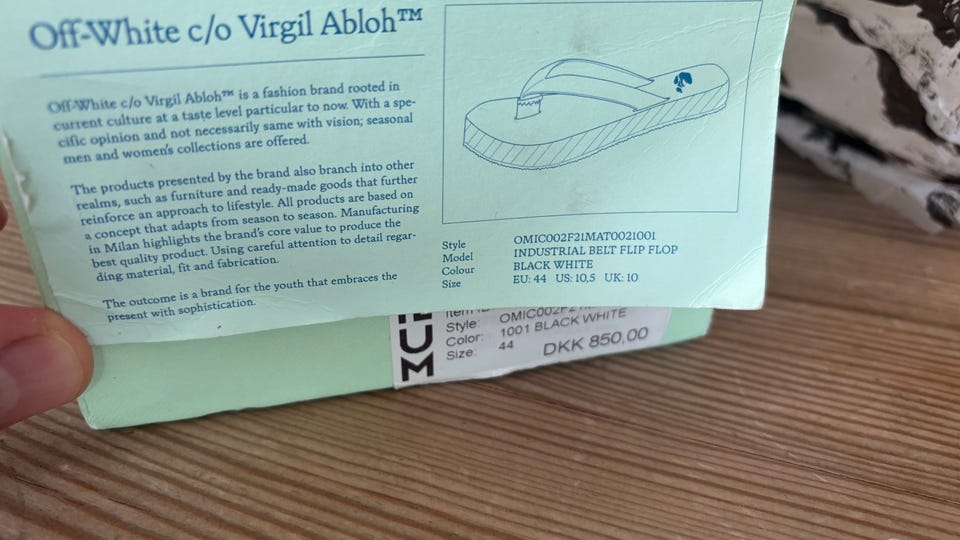 Off-White c/o Virgil Abloh™
Off-White c/o Virgil Abloh™ is a fashion brand rooted in
current culture at a taste level particular to now. With a spe-
cific opinion and not necessarily same with vision; seasonal
men and women's collections are offered.
The products presented by the brand also branch into other
realms, such as furniture and ready-made goods that further
reinforce an approach to lifestyle. All products are based on
a concept that adapts from season to season. Manufacturing
in Milan highlights the brand's core value to produce the
best quality product. Using careful attention to detail regar-
ding material, fit and fabrication.
The outcome is a brand for the youth that embraces the
present with sophistication.
Style OMIC002F21MAT0021001
Model INDUSTRIAL BELT FLIP FLOP
Colour BLACK WHITE
Size EU: 44 US: 10,5 UK: 10
UM
Item
Style: OMIC002F21
Color: 1001 BLACK WHITE
Size: 44
DKK 850,00